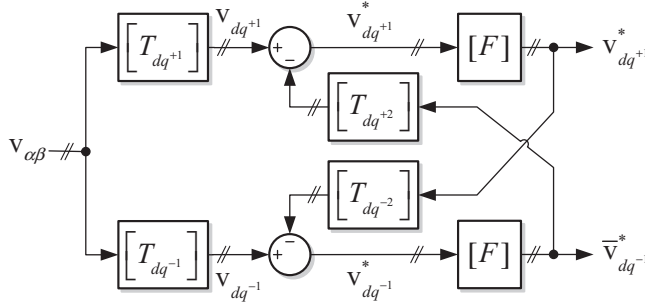 [T_{dq^{+1}}] v_{dq^{+1}} + − v^*_{dq^{+1}} [F] v^*_{dq^{+1}}
[T_{dq^{+2}}]
v_{αβ}
[T_{dq^{-2}}]
[T_{dq^{-1}}] v_{dq^{-1}} + − v^*_{dq^{-1}} [F] \overline{v}^*_{dq^{-1}}